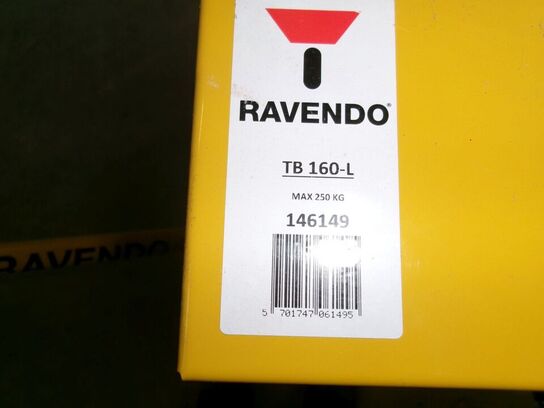 RAVENDO®
TB 160-L
MAX 250 KG
146149
5 701747 061495
RAVENDO